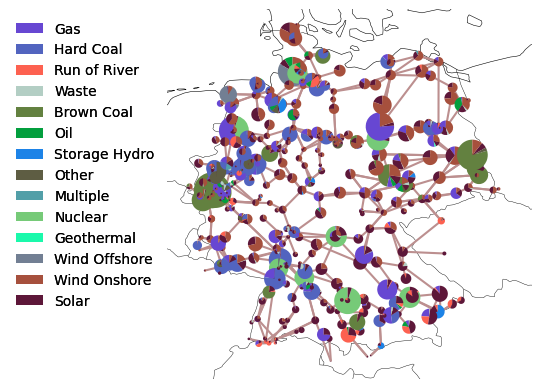 Gas
Hard Coal
Run of River
Waste
Brown Coal
Oil
Storage Hydro
Other
Multiple
Nuclear
Geothermal
Wind Offshore
Wind Onshore
Solar